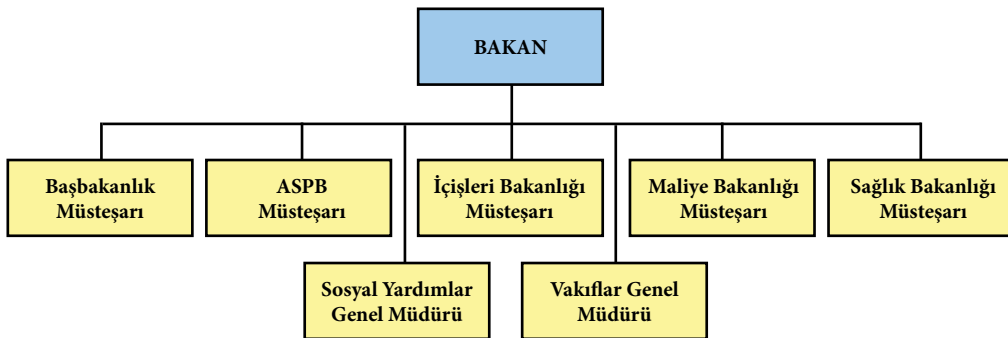 BAKAN
Başbakanlık
Müsteşarı
ASPB
Müsteşarı
İçişleri Bakanlığı
Müsteşarı
Maliye Bakanlığı
Müsteşarı
Sağlık Bakanlığı
Müsteşarı
Sosyal Yardımlar
Genel Müdürü
Vakıflar Genel
Müdürü